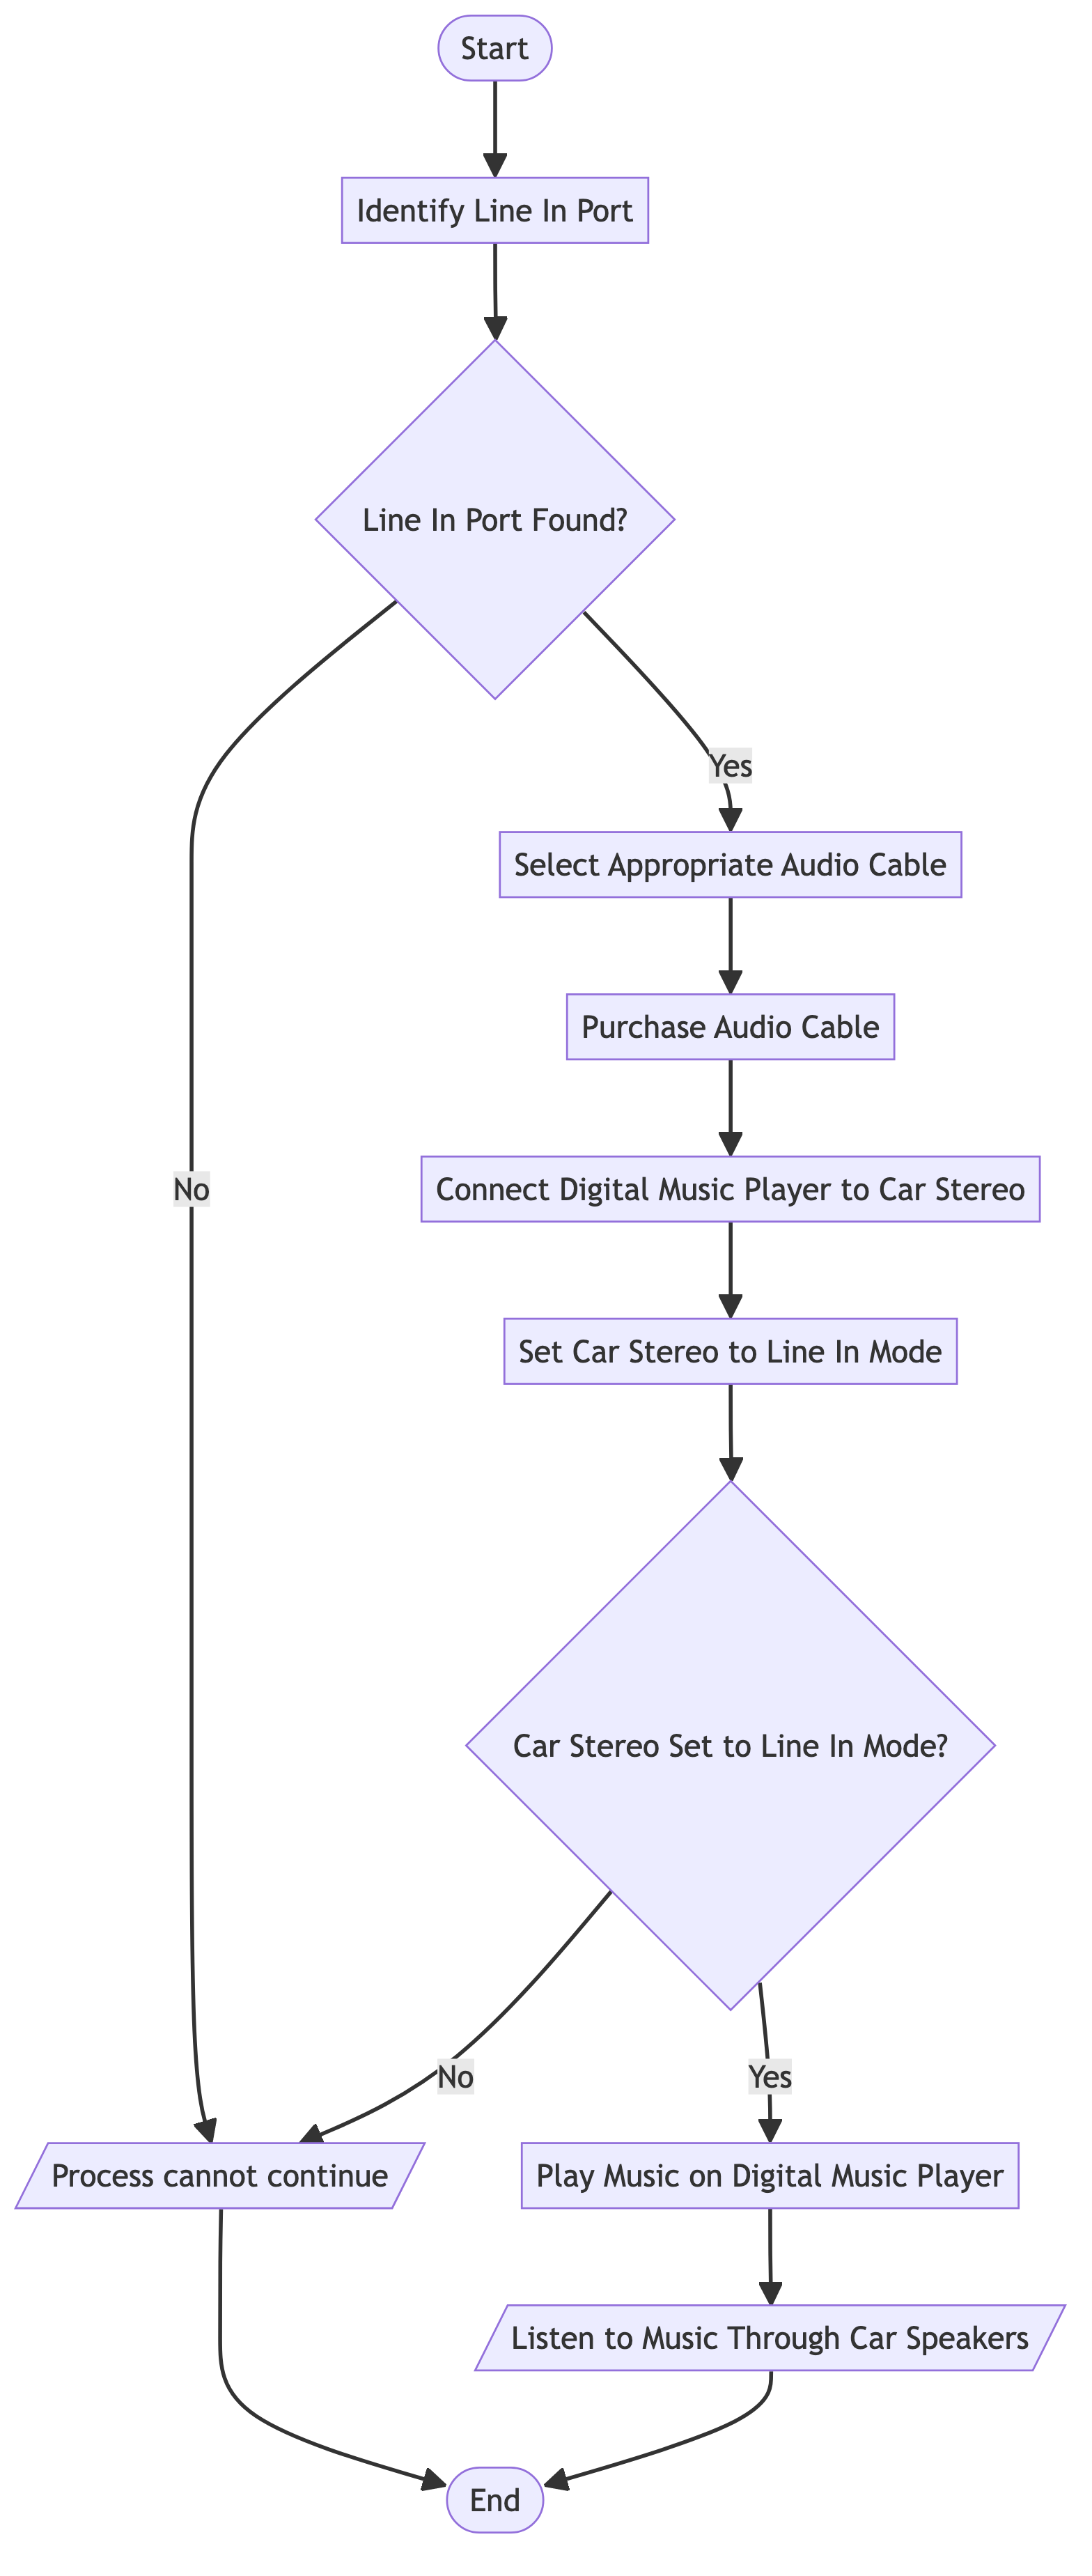 Start
Identify Line In Port
Line In Port Found?
Yes
Select Appropriate Audio Cable
Purchase Audio Cable
No
Connect Digital Music Player to Car Stereo
Set Car Stereo to Line In Mode
Car Stereo Set to Line In Mode?
No
Yes
Process cannot continue
Play Music on Digital Music Player
Listen to Music Through Car Speakers
End